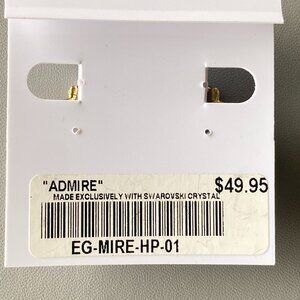 "ADMIRE" $49.95
MADE EXCLUSIVELY WITH SWAROVSKI CRYSTAL
EG-MIRE-HP-01